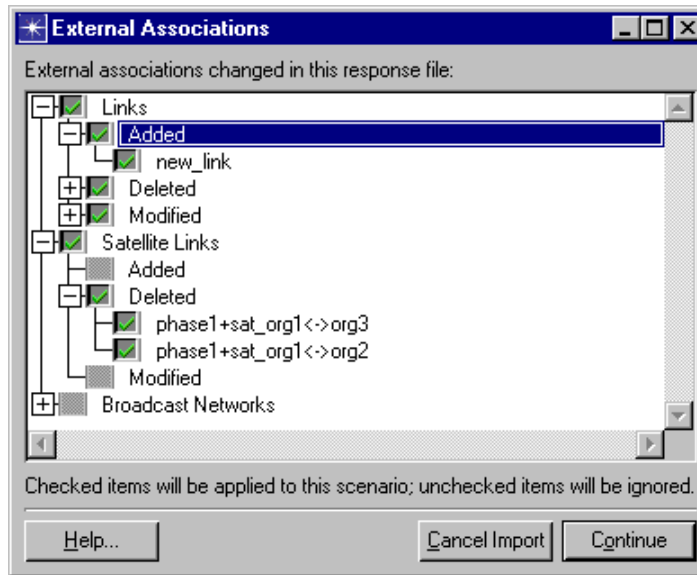 External Associations
External associations changed in this response file:
Links
Added
new_link
Deleted
Modified
Satellite Links
Added
Deleted
phase1+sat_org1<->org3
phase1+sat_org1<->org2
Modified
Broadcast Networks
Checked items will be applied to this scenario; unchecked items will be ignored.
Help... Cancel Import Continue